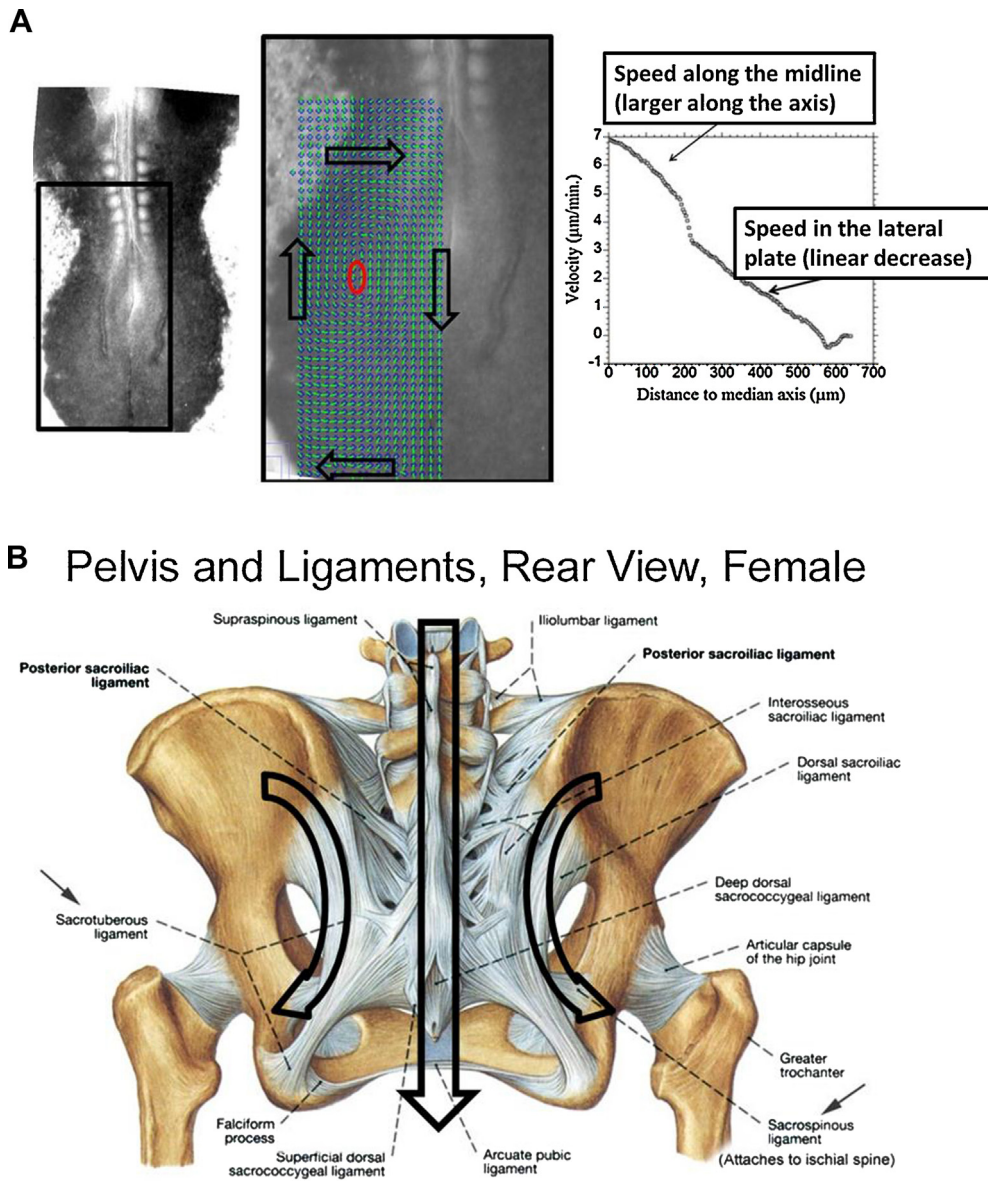 A
Speed along the midline
(larger along the axis)
Speed in the lateral
plate (linear decrease)
7
6
5
4
3
2
1
0
-1
Velocity (μm/min.)
0 100 200 300 400 500 600 700
Distance to median axis (μm)
B Pelvis and Ligaments, Rear View, Female
Supraspinous ligament
Iliolumbar ligament
Posterior sacroiliac
ligament
Posterior sacroiliac ligament
Interosseous
sacroiliac ligament
Dorsal sacroiliac
ligament
Deep dorsal
sacrococcygeal ligament
Sacrotuberous
ligament
Articular capsule
of the hip joint
Greater
trochanter
Falciform
process
Superficial dorsal
sacrococcygeal ligament
Arcuate pubic
ligament
Sacrospinous
ligament
(Attaches to ischial spine)